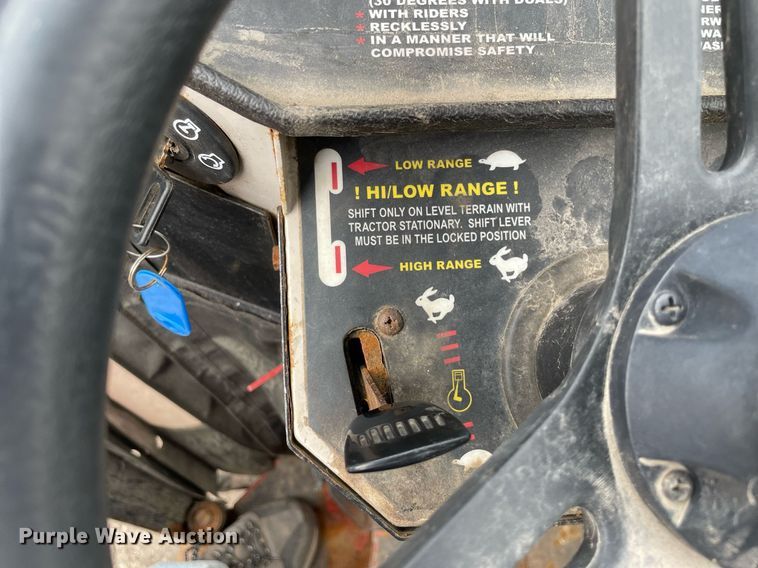 (30 DEGREES WITH DUALS)
* WITH RIDERS
* RECKLESSLY
* IN A MANNER THAT WILL
COMPROMISE SAFETY
LOW RANGE
! HI/LOW RANGE !
SHIFT ONLY ON LEVEL TERRAIN WITH
TRACTOR STATIONARY. SHIFT LEVER
MUST BE IN THE LOCKED POSITION
HIGH RANGE
Purple Wave Auction